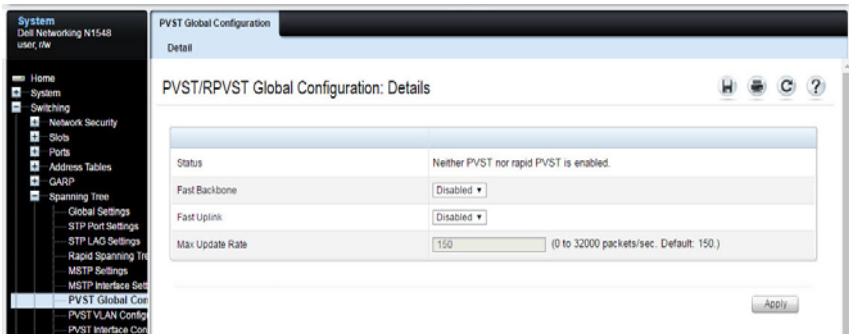 System
Dell Networking N1548
user, r/w
PVST Global Configuration
Detail
Home
System
Switching
Network Security
Slots
Ports
Address Tables
GARP
Spanning Tree
Global Settings
STP Port Settings
STP LAG Settings
Rapid Spanning Tre
MSTP Settings
MSTP Interface Sett
PVST Global Con
PVST VLAN Config
PVST Interface Con
PVST/RPVST Global Configuration: Details
Status Neither PVST nor rapid PVST is enabled.
Fast Backbone Disabled
Fast Uplink Disabled
Max Update Rate 150 (0 to 32000 packets/sec. Default: 150.)
Apply